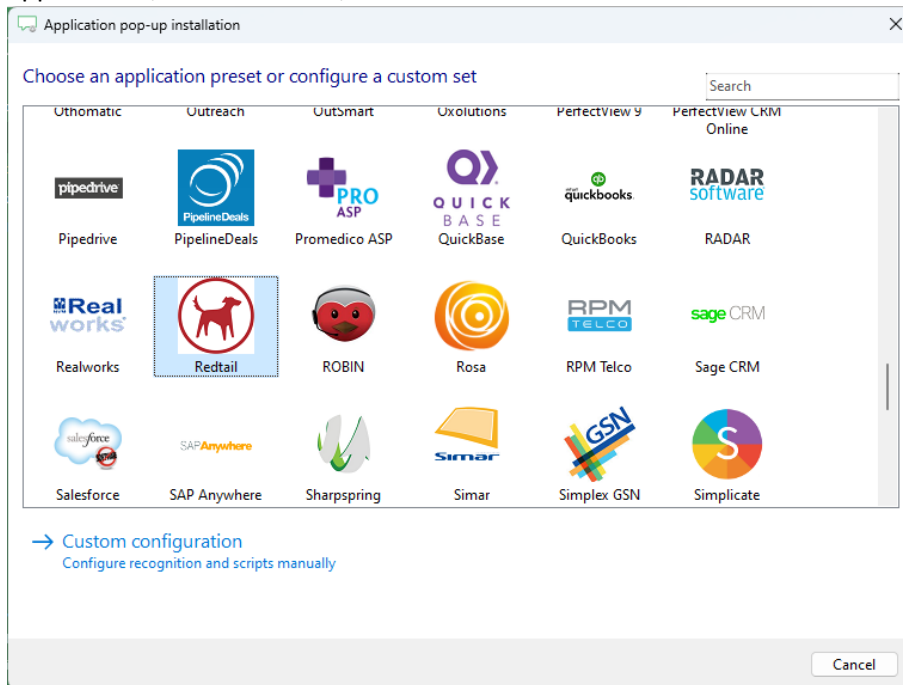 Application pop-up installation
Choose an application preset or configure a custom set
Search
Othomatic Outreach OutSmart Oxolutions PerfectView 9 PerfectView CRM
Online
pipedrive
PipelineDeals
PRO
ASP
QUICK
BASE
quickbooks.
RADAR
software
Pipedrive PipelineDeals Promedico ASP QuickBase QuickBooks RADAR
Real
works
RPM
TELCO
sage CRM
Realworks Redtail ROBIN Rosa RPM Telco Sage CRM
salesforce
SAP Anywhere
Simar
GSN
S
Salesforce SAP Anywhere Sharpspring Simar Simplex GSN Simplicate
Custom configuration
Configure recognition and scripts manually
Cancel